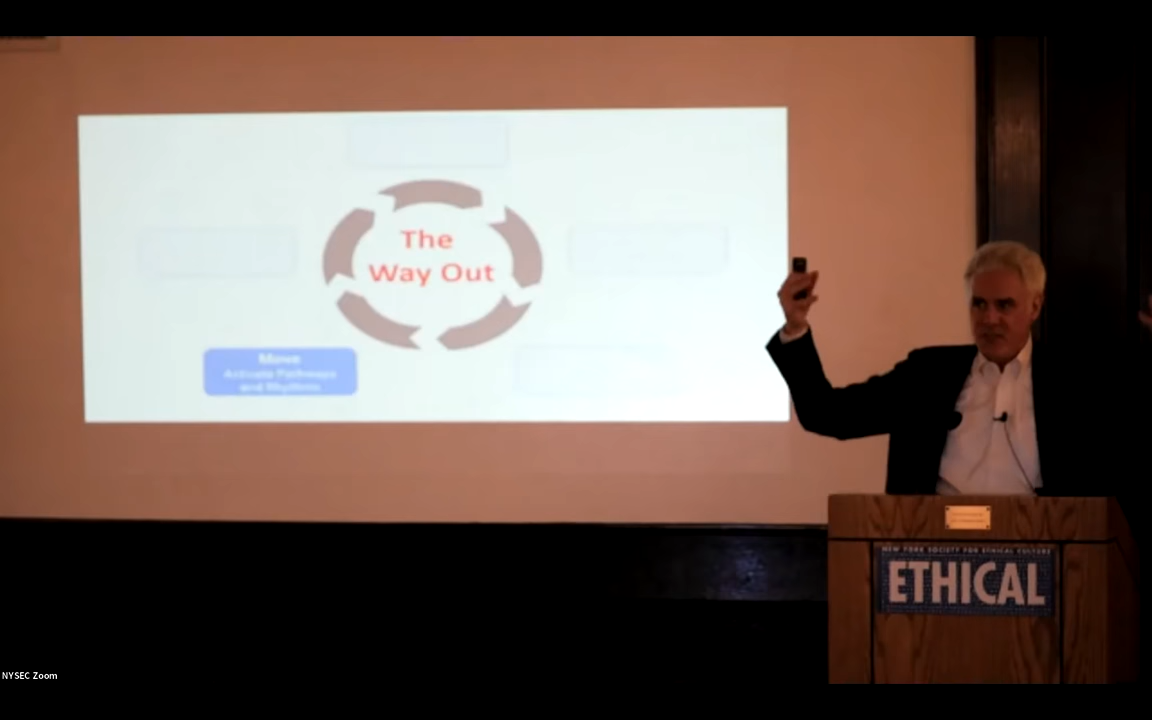 The
Way Out
Move
Activate Pathways
and Rhythms
NEW YORK SOCIETY FOR ETHICAL CULTURE
ETHICAL
NYSEC Zoom